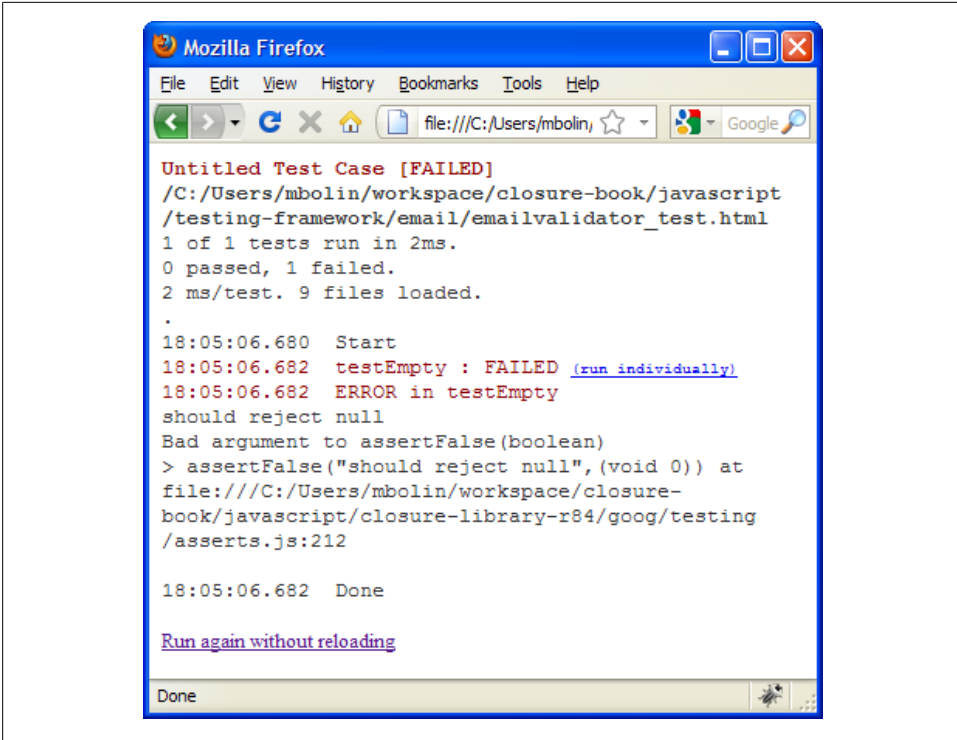 Mozilla Firefox
File Edit View History Bookmarks Tools Help
file:///C:/Users/mbolin/ Google
Untitled Test Case [FAILED]
/C:/Users/mbolin/workspace/closure-book/javascript
/testing-framework/email/emailvalidator_test.html
1 of 1 tests run in 2ms.
0 passed, 1 failed.
2 ms/test. 9 files loaded.
.
18:05:06.680 Start
18:05:06.682 testEmpty : FAILED (run individually)
18:05:06.682 ERROR in testEmpty
should reject null
Bad argument to assertFalse(boolean)
> assertFalse("should reject null",(void 0)) at
file:///C:/Users/mbolin/workspace/closure-
book/javascript/closure-library-r84/goog/testing
/asserts.js:212
18:05:06.682 Done
Run again without reloading
Done